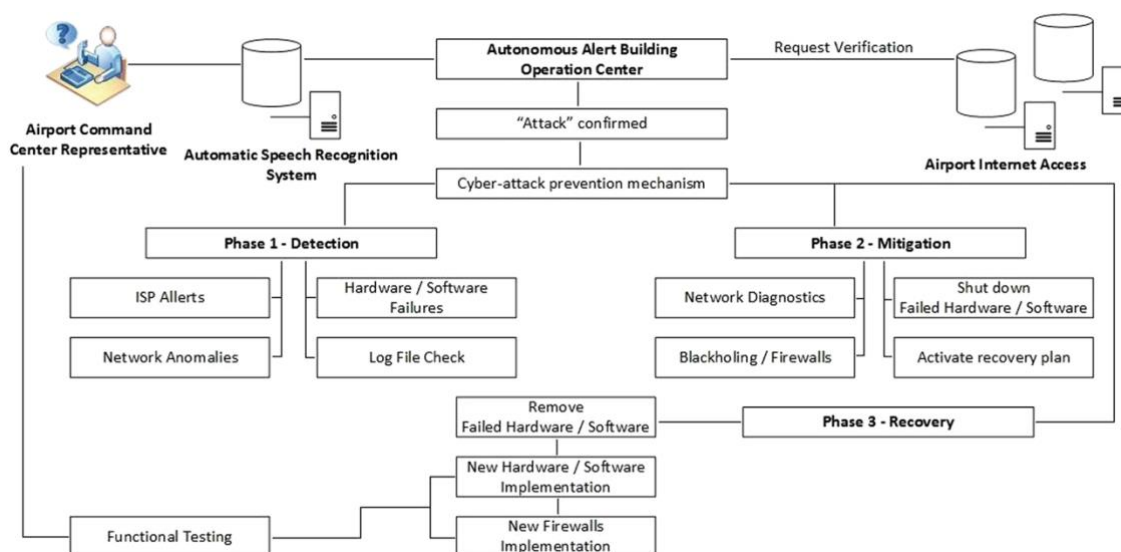 Autonomous Alert Building
Operation Center
Request Verification
Airport Command
Center Representative
Automatic Speech Recognition
System
"Attack" confirmed
Airport Internet Access
Cyber-attack prevention mechanism
Phase 1 - Detection
Phase 2 - Mitigation
ISP Allerts
Hardware / Software
Failures
Network Diagnostics
Shut down
Failed Hardware / Software
Network Anomalies
Log File Check
Blackholing / Firewalls
Activate recovery plan
Remove
Failed Hardware / Software
Phase 3 - Recovery
New Hardware / Software
Implementation
Functional Testing
New Firewalls
Implementation